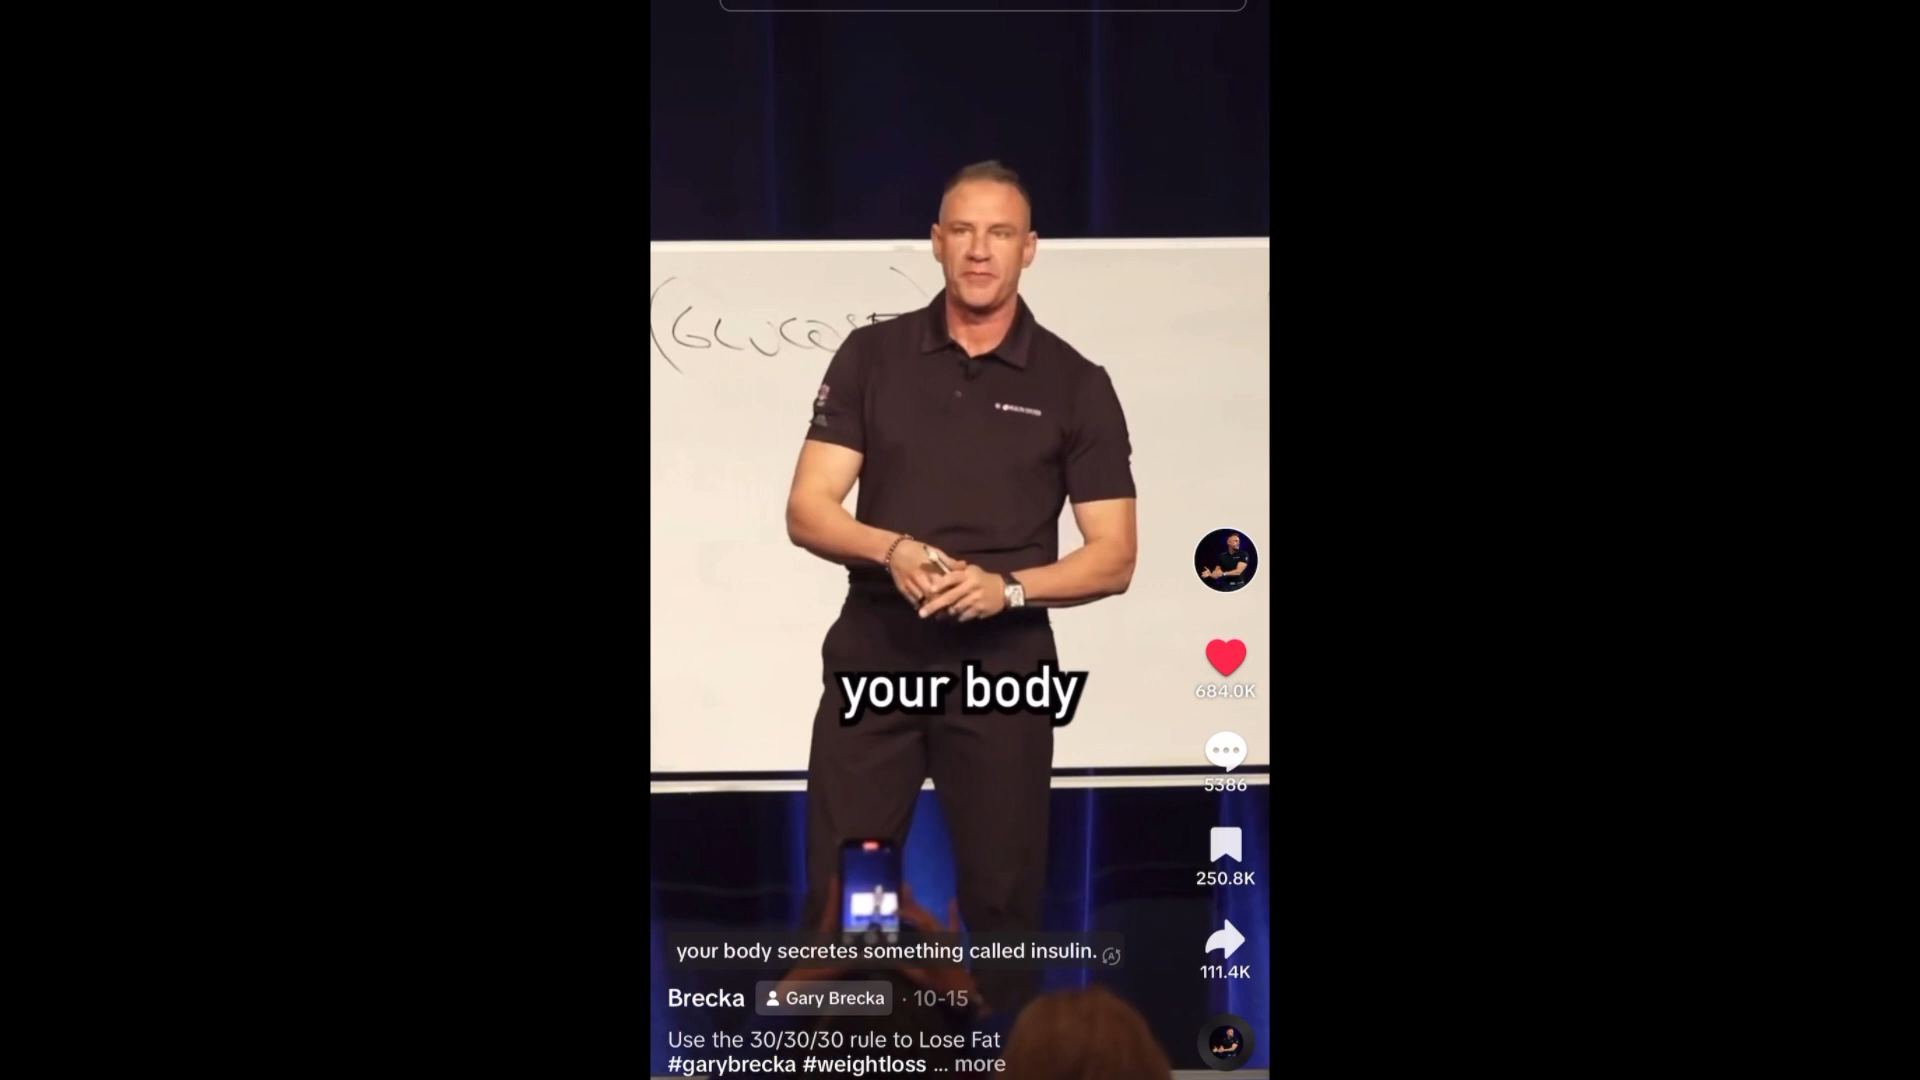 (GLUCOSE)
684.0K
your body
5386
250.8K
your body secretes something called insulin.
111.4K
Brecka Gary Brecka · 10-15
Use the 30/30/30 rule to Lose Fat
#garybrecka #weightloss ... more